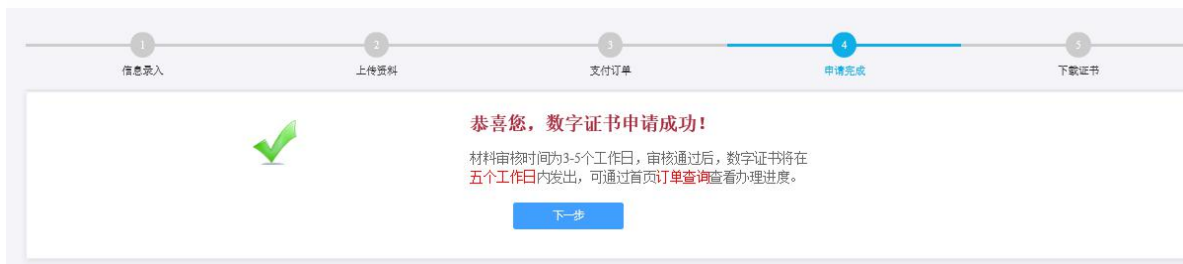 1 2 3 4 5
信息录入 上传资料 支付订单 申请完成 下载证书
恭喜您，数字证书申请成功！
材料审核时间为3-5个工作日，审核通过后，数字证书将在
五个工作日内发出，可通过首页订单查询查看办理进度。
下一步